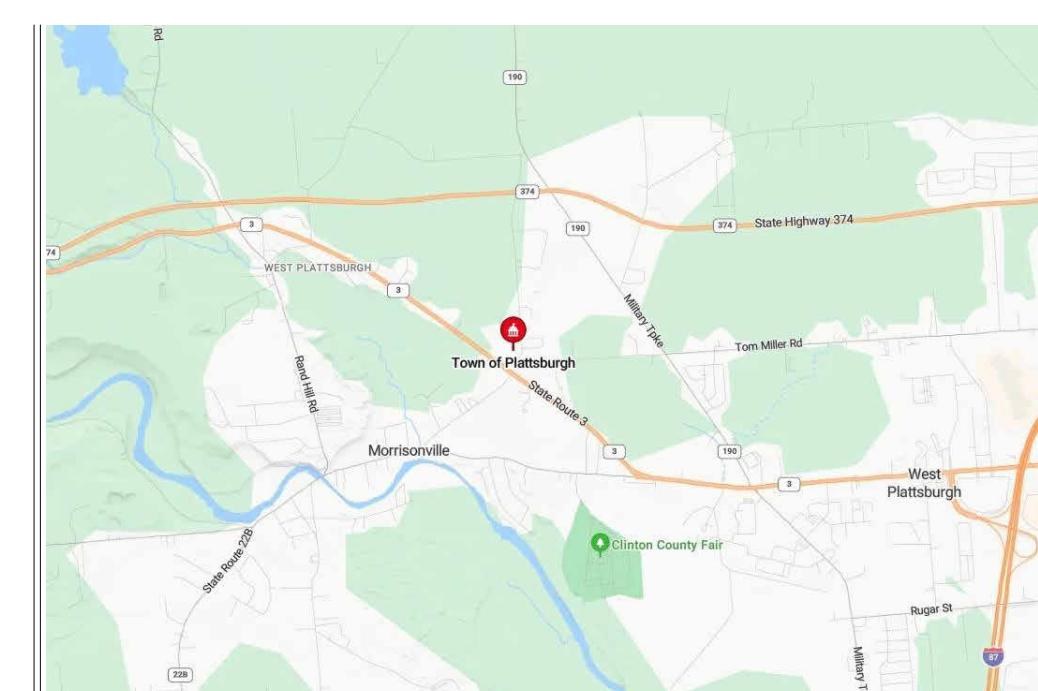 Rd
190
374
3
190
374
State Highway 374
74
WEST PLATTSBURGH
3
Military Tpke
Tom Miller Rd
Town of Plattsburgh
Rand Hill Rd
State Route 3
Morrisonville
3
190
3
West
Plattsburgh
Clinton County Fair
State Route 22B
Rugar St
Military T
87
22B